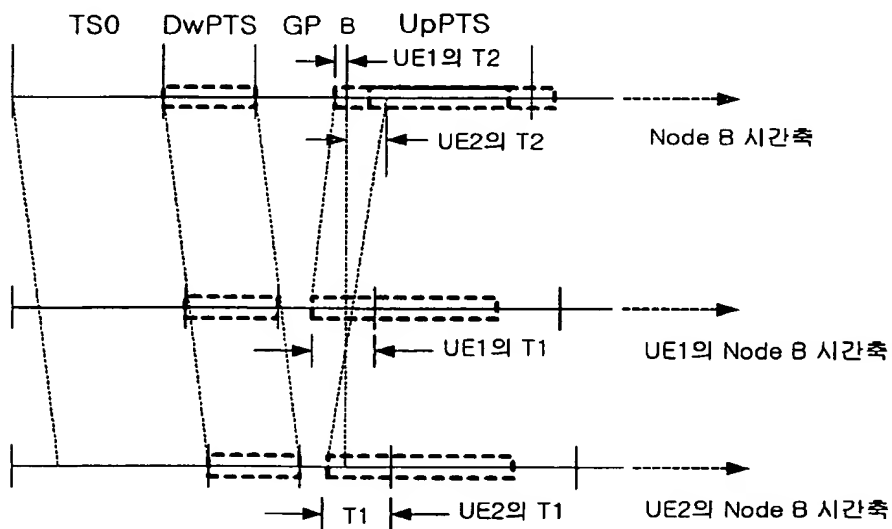 TS0 DwPTS GP B UpPTS
UE1의 T2
UE2의 T2
Node B 시간축
UE1의 T1
UE1의 Node B 시간축
T1
UE2의 T1
UE2의 Node B 시간축